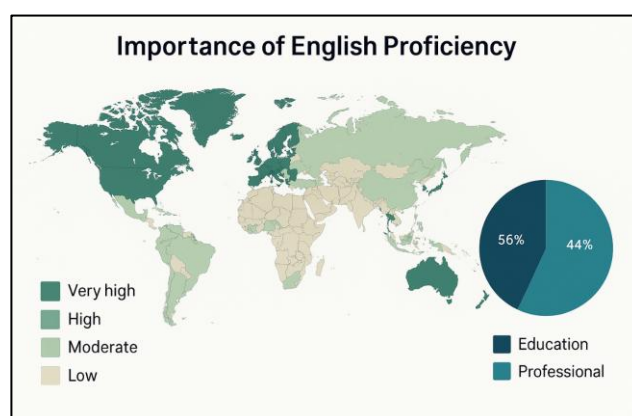 Importance of English Proficiency
56%
44%
Very high
High
Moderate
Low
Education
Professional